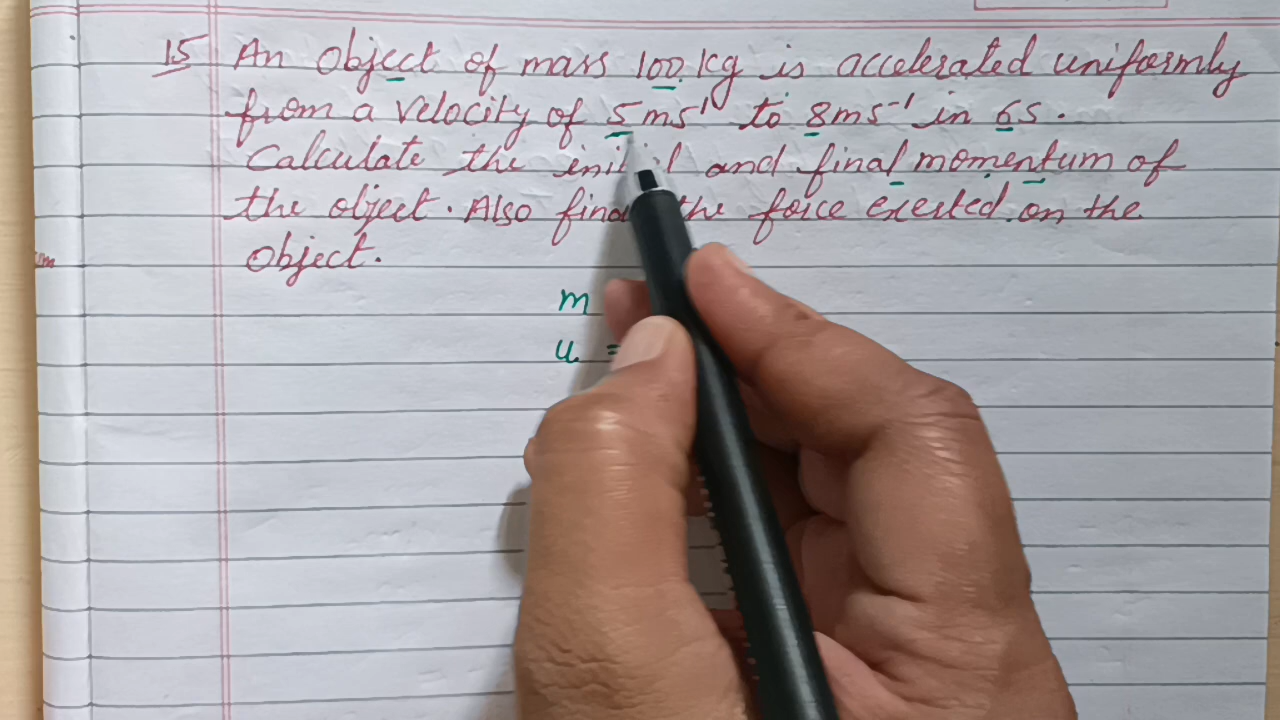 15 An object of mass 100 kg is accelerated uniformly
from a velocity of 5 ms⁻¹ to 8 ms⁻¹ in 6 s.
Calculate the and final momentum of
the object. Also the force exerted on the
object.
m
u =